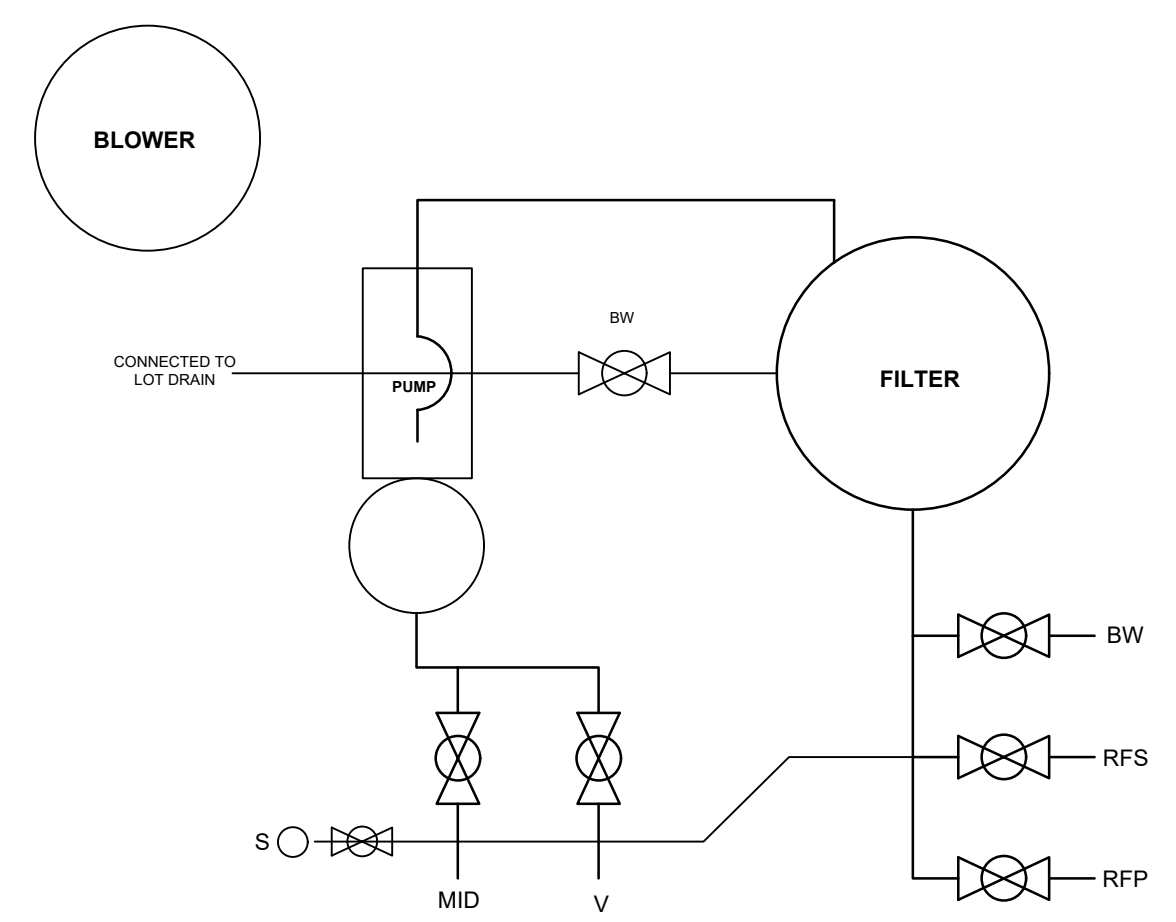 BLOWER
BW
CONNECTED TO
LOT DRAIN
PUMP
FILTER
BW
RFS
S
MID
V
RFP